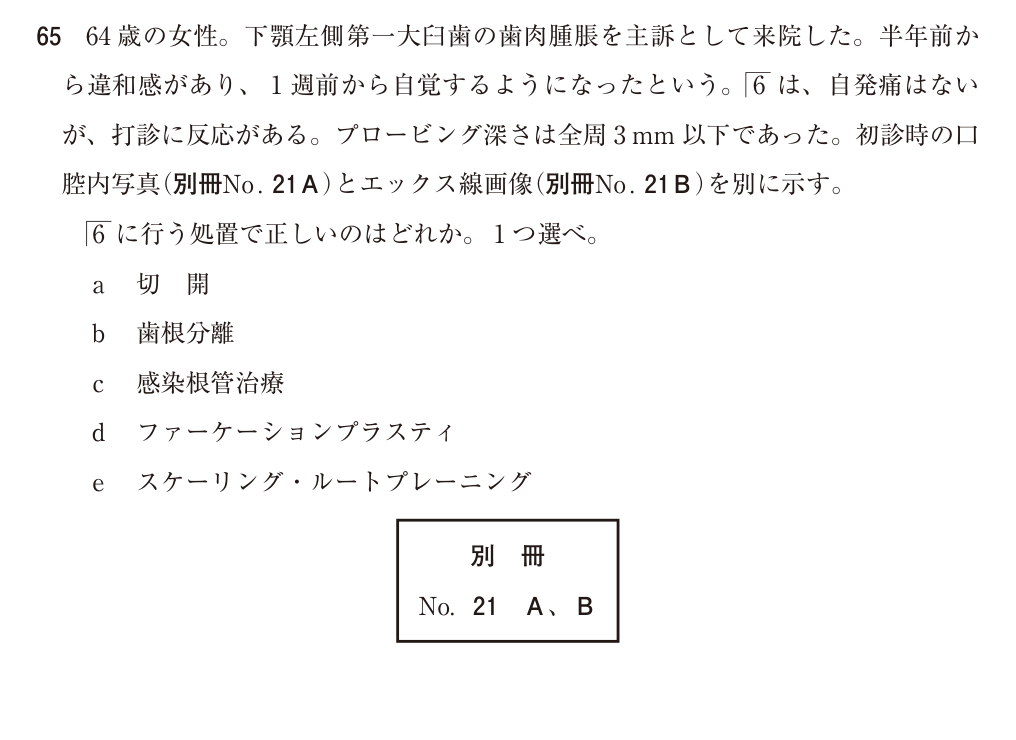 65 64歳の女性。下顎左側第一大臼歯の歯肉腫脹を主訴として来院した。半年前か
ら違和感があり、1週前から自覚するようになったという。「6は、自発痛はない
が、打診に反応がある。プロービング深さは全周3mm以下であった。初診時の口
腔内写真(別冊No. 21 A)とエックス線画像(別冊No. 21 B)を別に示す。
「6に行う処置で正しいのはどれか。1つ選べ。
a 切 開
b 歯根分離
c 感染根管治療
d ファーケーションプラスティ
e スケーリング・ルートプレーニング
別 冊
No. 21 A、B